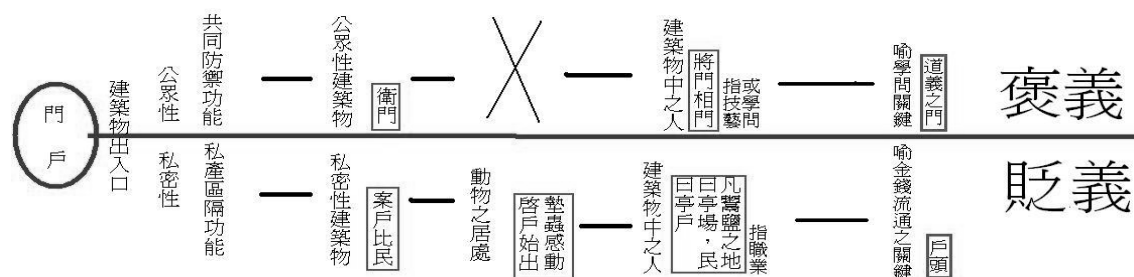 門
戶
建築物出入口
公眾性
共同防禦功能
公眾性建築物
衛門
建築物中之人
將門相門
指技藝
或學問
喻學問關鍵
道義之門
褒義
私密性
私產區隔功能
私密性建築物
案戶比民
動物之居處
蟄蟲感動
啓戶始出
建築物中之人
凡鬻鹽之地
曰亭場，民
曰亭戶
指職業
喻金錢流通之關鍵
戶頭
貶義